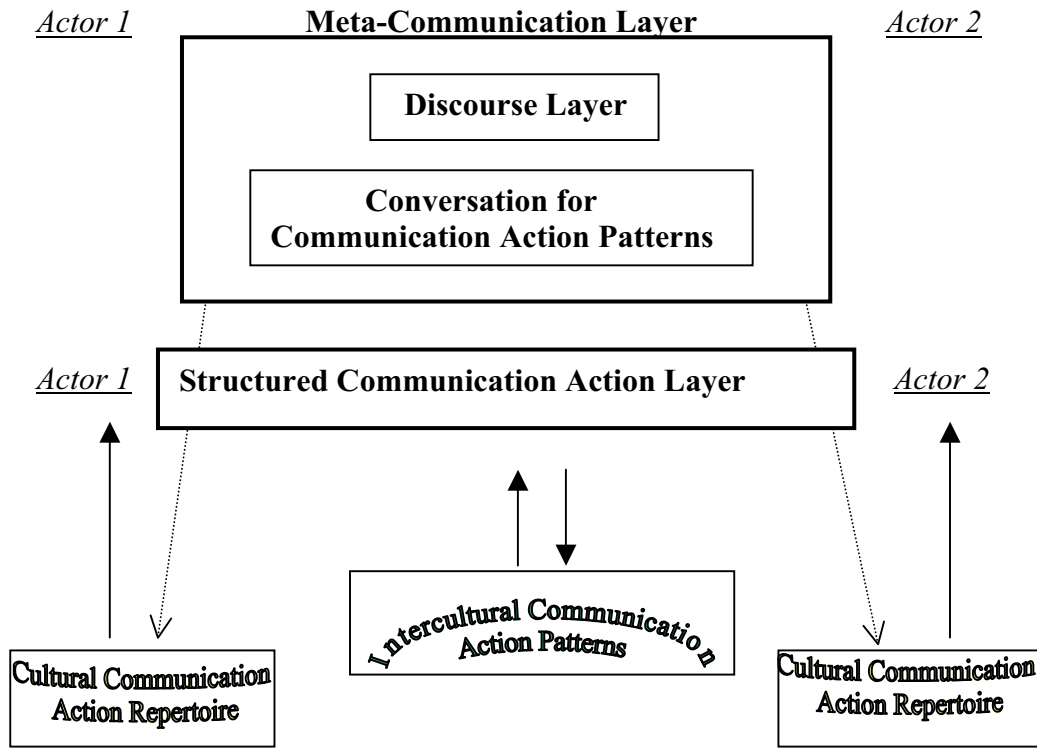 Actor 1
Meta-Communication Layer
Actor 2
Discourse Layer
Conversation for
Communication Action Patterns
Actor 1
Structured Communication Action Layer
Actor 2
Intercultural Communication
Action Patterns
Cultural Communication
Action Repertoire
Cultural Communication
Action Repertoire